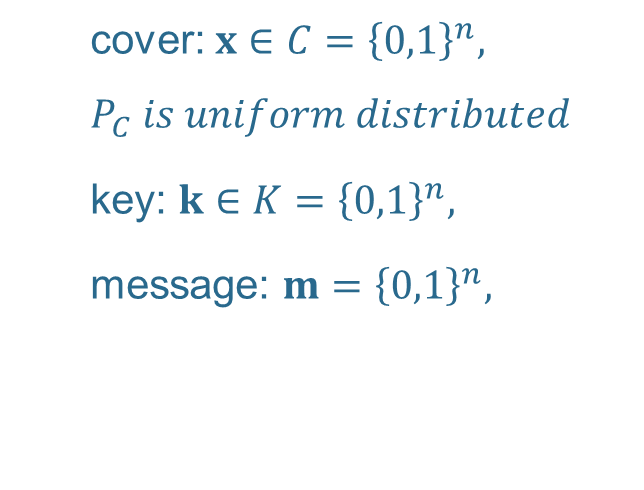 cover: 𝐱 ∈ 𝐶 = {0,1}ⁿ,
𝑃_𝐶 𝑖𝑠 𝑢𝑛𝑖𝑓𝑜𝑟𝑚 𝑑𝑖𝑠𝑡𝑟𝑖𝑏𝑢𝑡𝑒𝑑
key: 𝐤 ∈ 𝐾 = {0,1}ⁿ,
message: 𝐦 = {0,1}ⁿ,